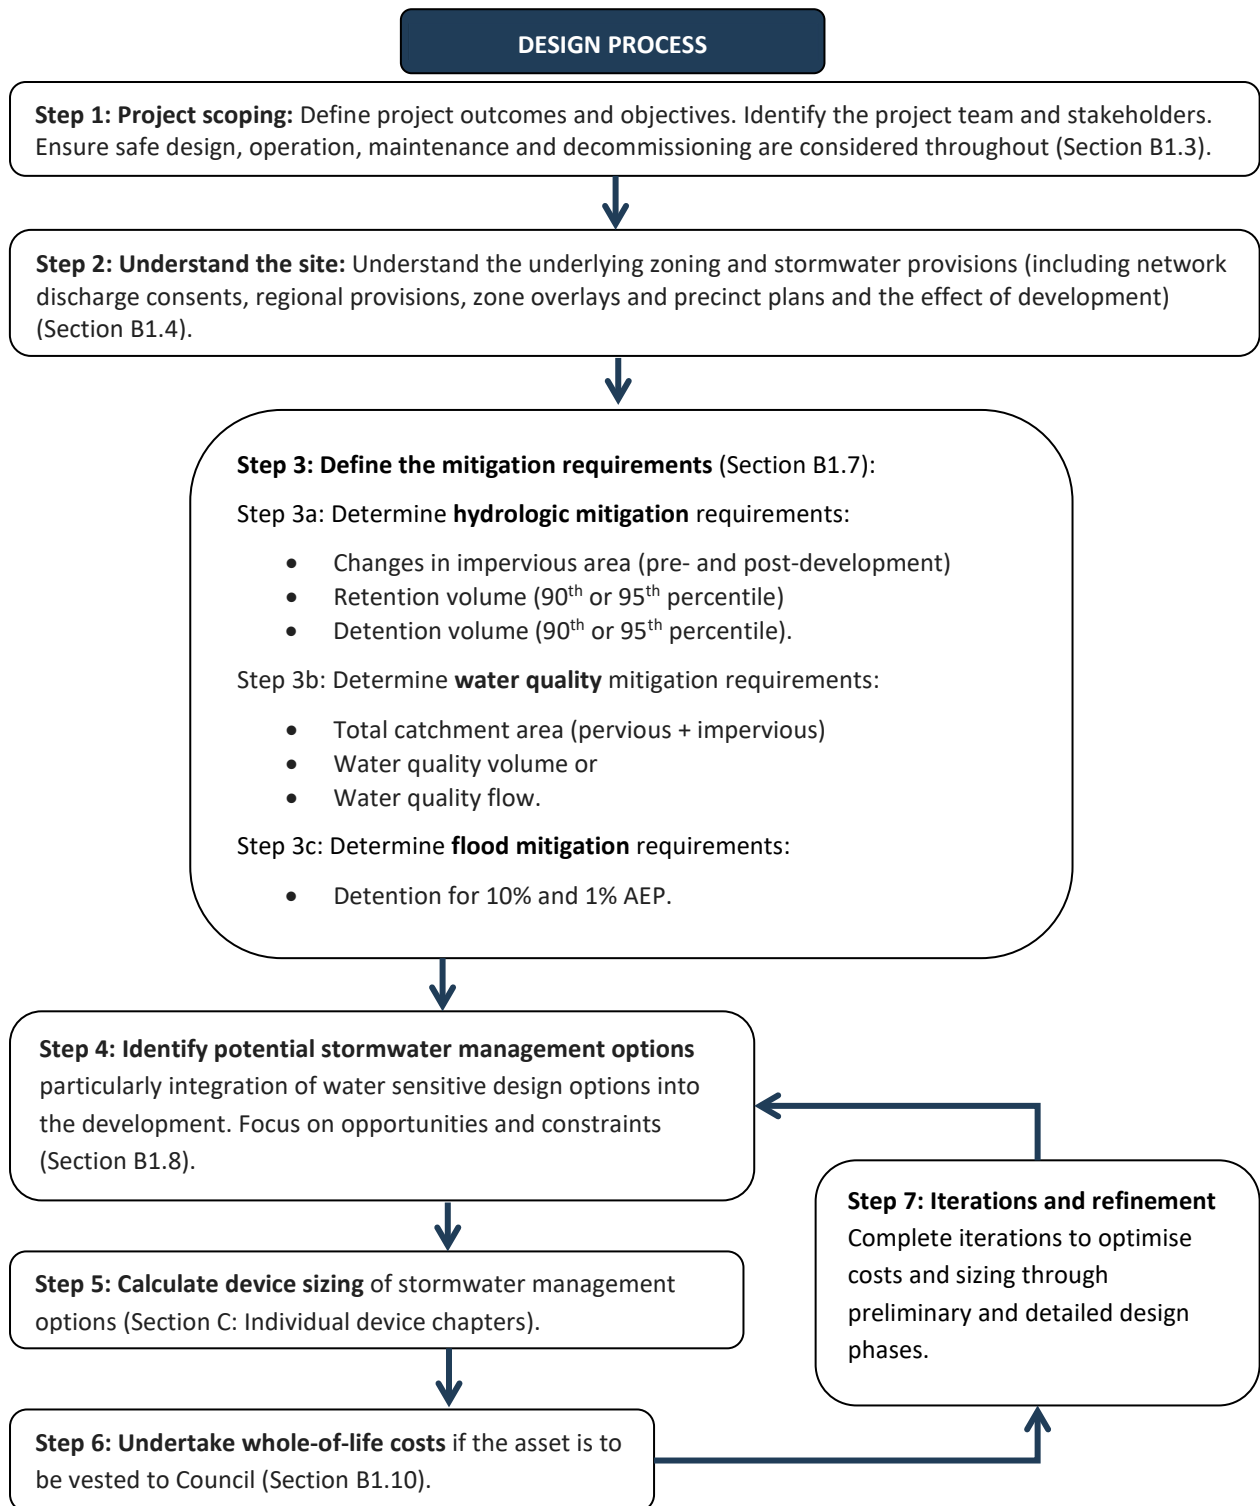 DESIGN PROCESS
Step 1: Project scoping: Define project outcomes and objectives. Identify the project team and stakeholders.
Ensure safe design, operation, maintenance and decommissioning are considered throughout (Section B1.3).
Step 2: Understand the site: Understand the underlying zoning and stormwater provisions (including network
discharge consents, regional provisions, zone overlays and precinct plans and the effect of development)
(Section B1.4).
Step 3: Define the mitigation requirements (Section B1.7):
Step 3a: Determine hydrologic mitigation requirements:
• Changes in impervious area (pre- and post-development)
• Retention volume (90th or 95th percentile)
• Detention volume (90th or 95th percentile).
Step 3b: Determine water quality mitigation requirements:
• Total catchment area (pervious + impervious)
• Water quality volume or
• Water quality flow.
Step 3c: Determine flood mitigation requirements:
• Detention for 10% and 1% AEP.
Step 4: Identify potential stormwater management options
particularly integration of water sensitive design options into
the development. Focus on opportunities and constraints
(Section B1.8).
Step 5: Calculate device sizing of stormwater management
options (Section C: Individual device chapters).
Step 6: Undertake whole-of-life costs if the asset is to
be vested to Council (Section B1.10).
Step 7: Iterations and refinement
Complete iterations to optimise
costs and sizing through
preliminary and detailed design
phases.